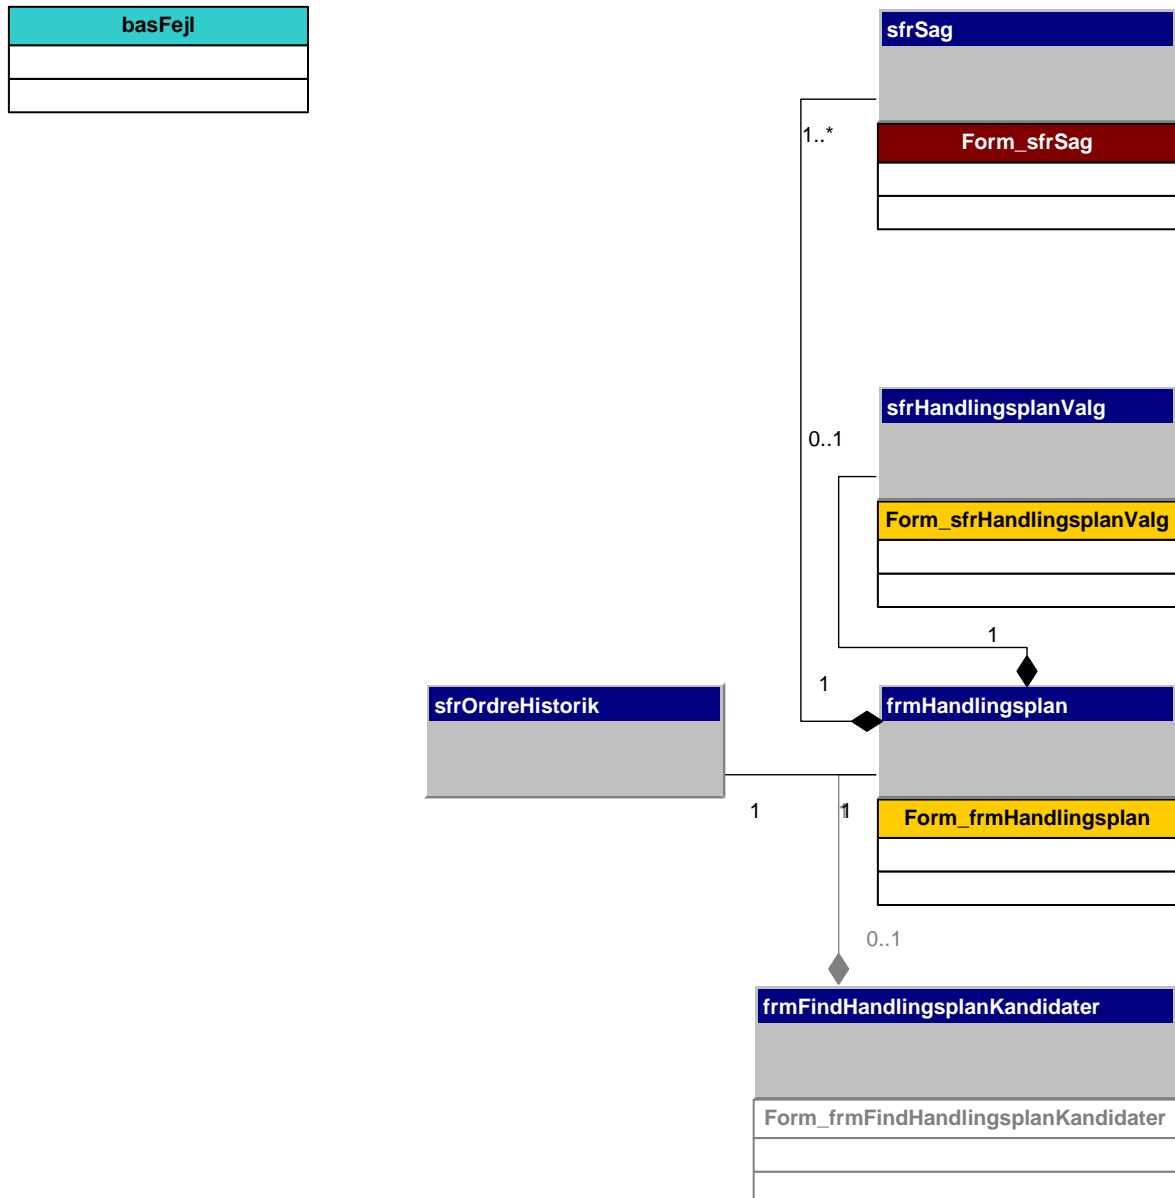 basFejl
sfrSag
1..*
Form_sfrSag
sfrHandlingsplanValg
0..1
Form_sfrHandlingsplanValg
1
1
sfrOrdreHistorik
frmHandlingsplan
1
1
1
Form_frmHandlingsplan
0..1
frmFindHandlingsplanKandidater
Form_frmFindHandlingsplanKandidater